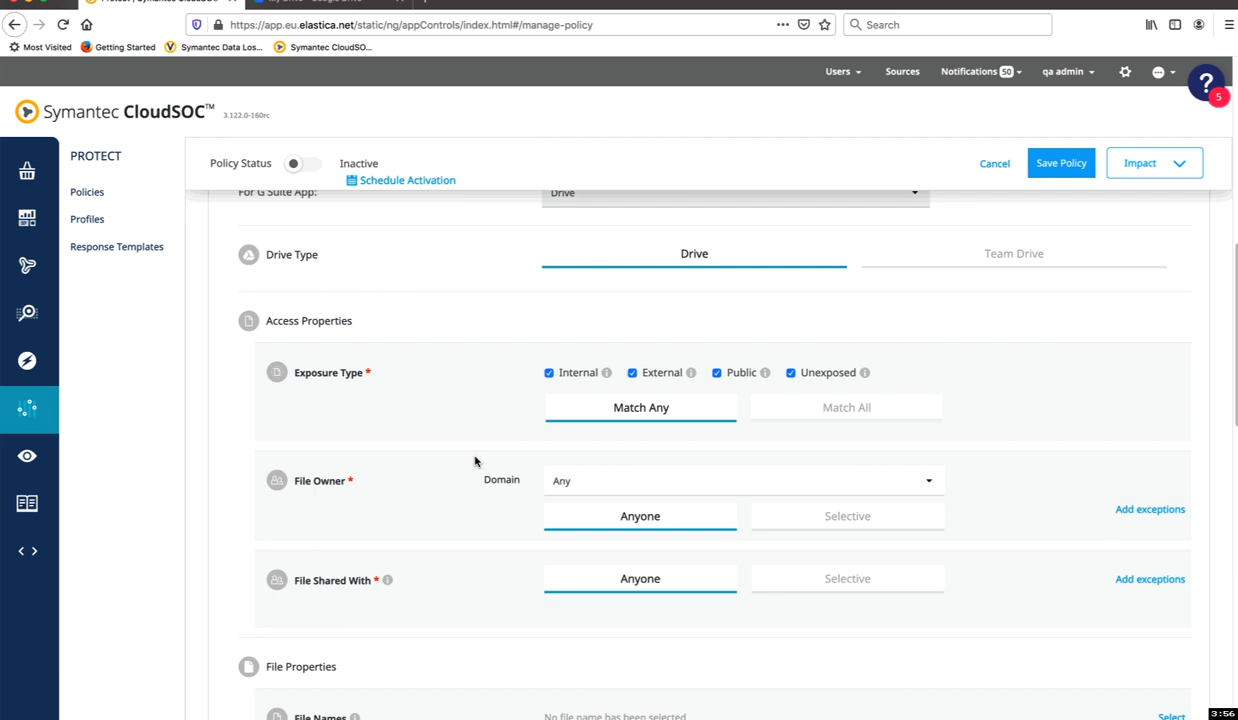 https://app.eu.elastica.net/static/ng/appControls/index.html#/manage-policy
Search
Most Visited
Getting Started
Symantec Data Los...
Symantec CloudSO...
Users
Sources
Notifications 50
qa admin
?
5
Symantec CloudSOC™
3.122.0-160rc
PROTECT
Policies
Profiles
Response Templates
Policy Status
Inactive
Schedule Activation
Cancel
Save Policy
Impact
For G Suite App:
Drive
Drive Type
Drive
Team Drive
Access Properties
Exposure Type *
Internal
External
Public
Unexposed
Match Any
Match All
File Owner *
Domain
Any
Anyone
Selective
Add exceptions
File Shared With *
Anyone
Selective
Add exceptions
File Properties
File Names
No file name has been selected
Select
3:56